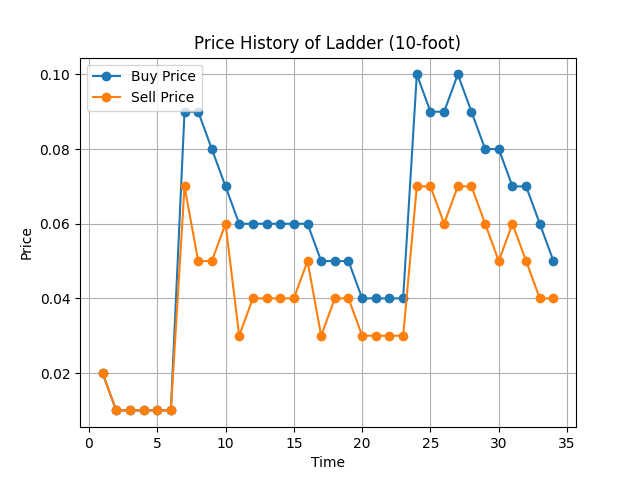 Price History of Ladder (10-foot)
Buy Price
Sell Price
Price
0.10
0.08
0.06
0.04
0.02
0 5 10 15 20 25 30 35
Time